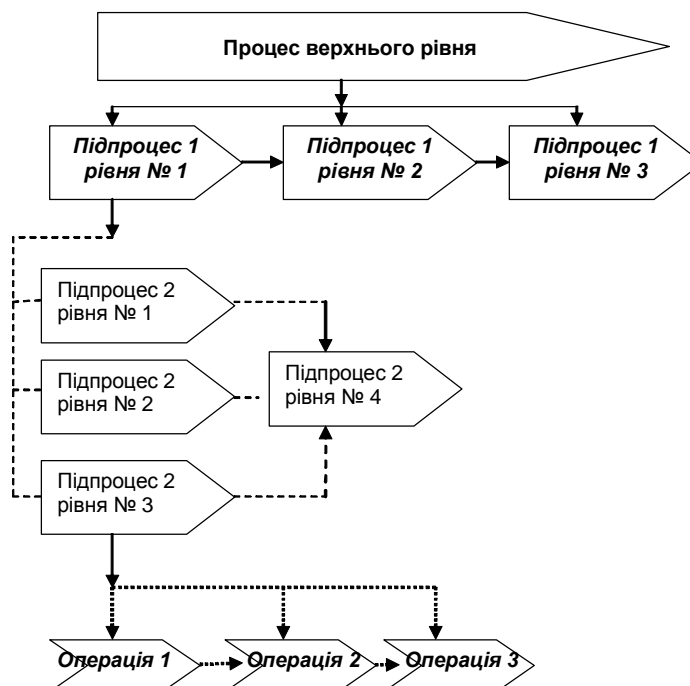 Процес верхнього рівня
Підпроцес 1
рівня № 1
Підпроцес 1
рівня № 2
Підпроцес 1
рівня № 3
Підпроцес 2
рівня № 1
Підпроцес 2
рівня № 2
Підпроцес 2
рівня № 4
Підпроцес 2
рівня № 3
Операція 1
Операція 2
Операція 3